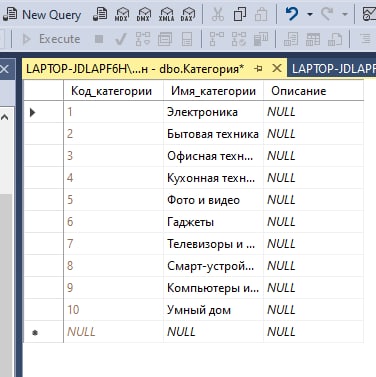 New Query MDX DMX XMLA DAX
Execute
LAPTOP-JDLAPF6H\...н - dbo.Категория* LAPTOP-JDLAPF
Код_категории Имя_категории Описание
1 Электроника NULL
2 Бытовая техника NULL
3 Офисная техн... NULL
4 Кухонная техн... NULL
5 Фото и видео NULL
6 Гаджеты NULL
7 Телевизоры и ... NULL
8 Смарт-устрой... NULL
9 Компьютеры и... NULL
10 Умный дом NULL
NULL NULL NULL